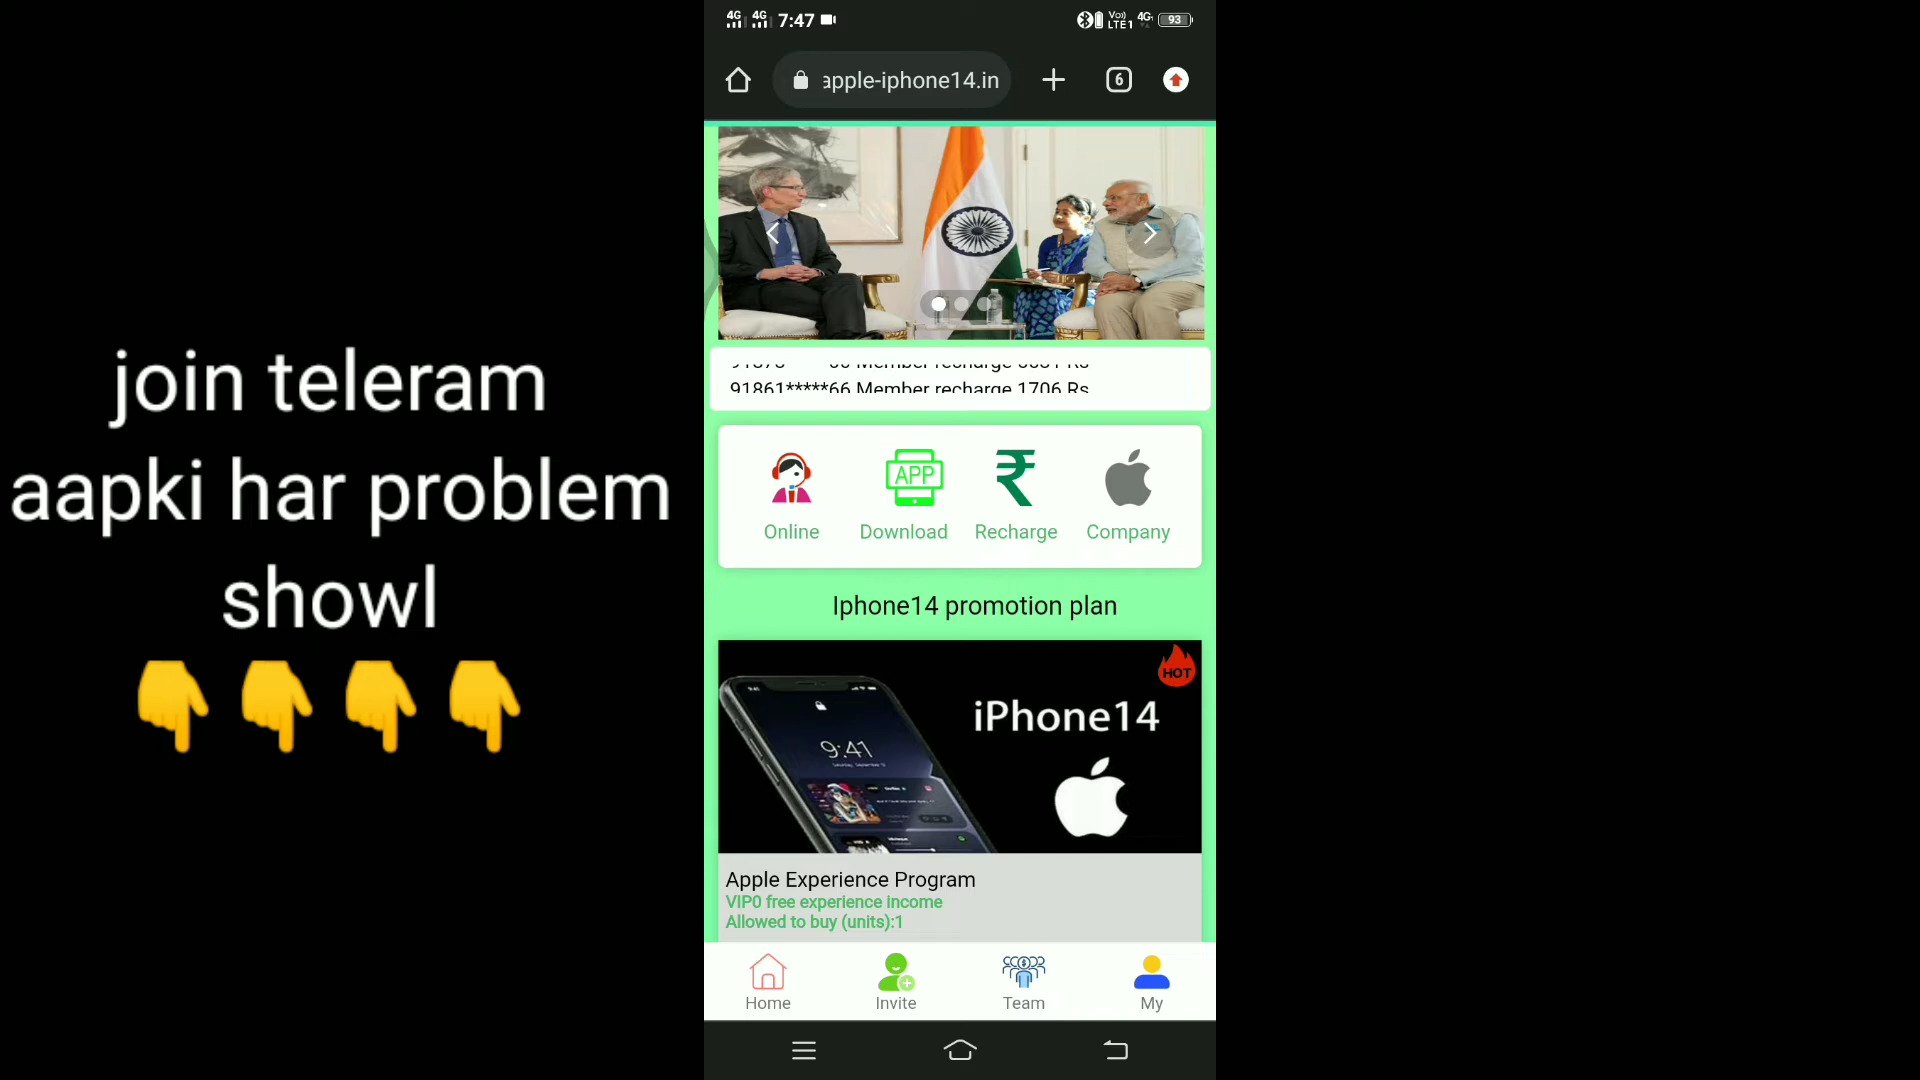 join teleram
aapki har problem
showl
4G 4G 7:47 Vo) LTE1 4G 93
apple-iphone14.in 6
91861*****66 Member recharge 1706 Rs
APP
Online Download Recharge Company
Iphone14 promotion plan
HOT
iPhone14
9:41
Apple Experience Program
VIP0 free experience income
Allowed to buy (units):1
Home Invite Team My